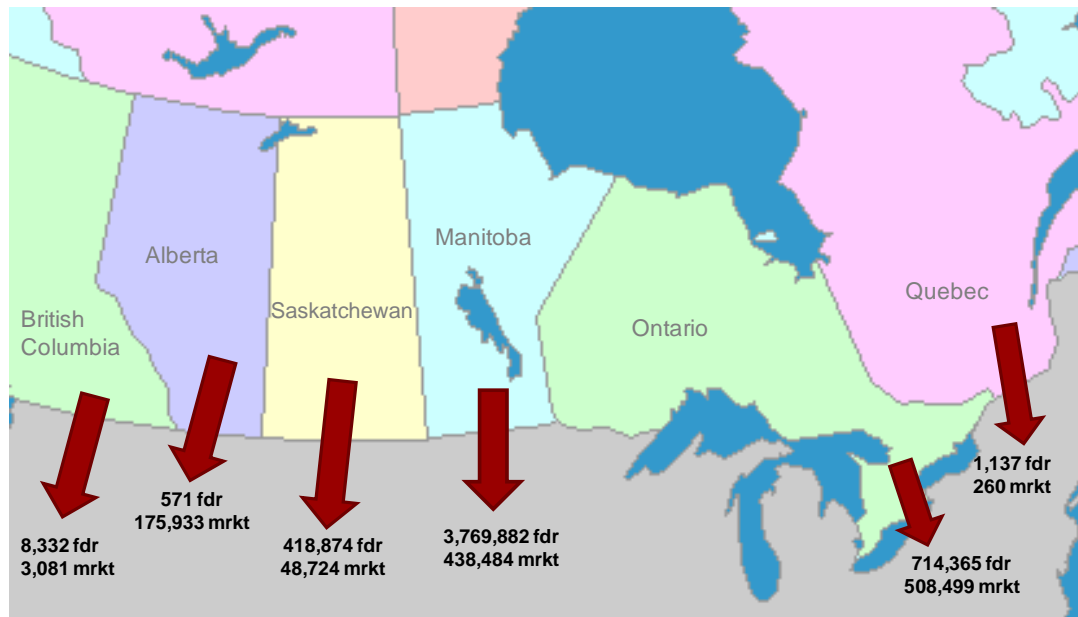 Alberta
Saskatchewan
Manitoba
Ontario
Quebec
British
Columbia
8,332 fdr
3,081 mrkt
571 fdr
175,933 mrkt
418,874 fdr
48,724 mrkt
3,769,882 fdr
438,484 mrkt
714,365 fdr
508,499 mrkt
1,137 fdr
260 mrkt